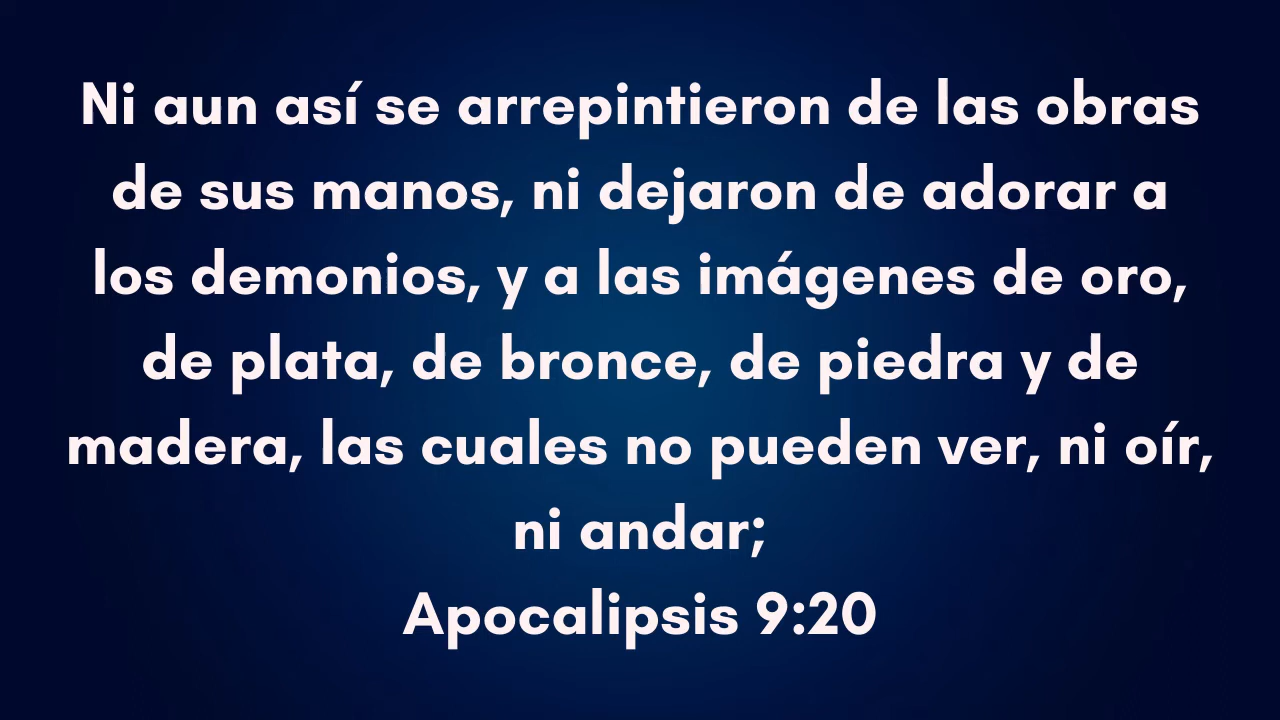 Ni aun así se arrepintieron de las obras
de sus manos, ni dejaron de adorar a
los demonios, y a las imágenes de oro,
de plata, de bronce, de piedra y de
madera, las cuales no pueden ver, ni oír,
ni andar;
Apocalipsis 9:20